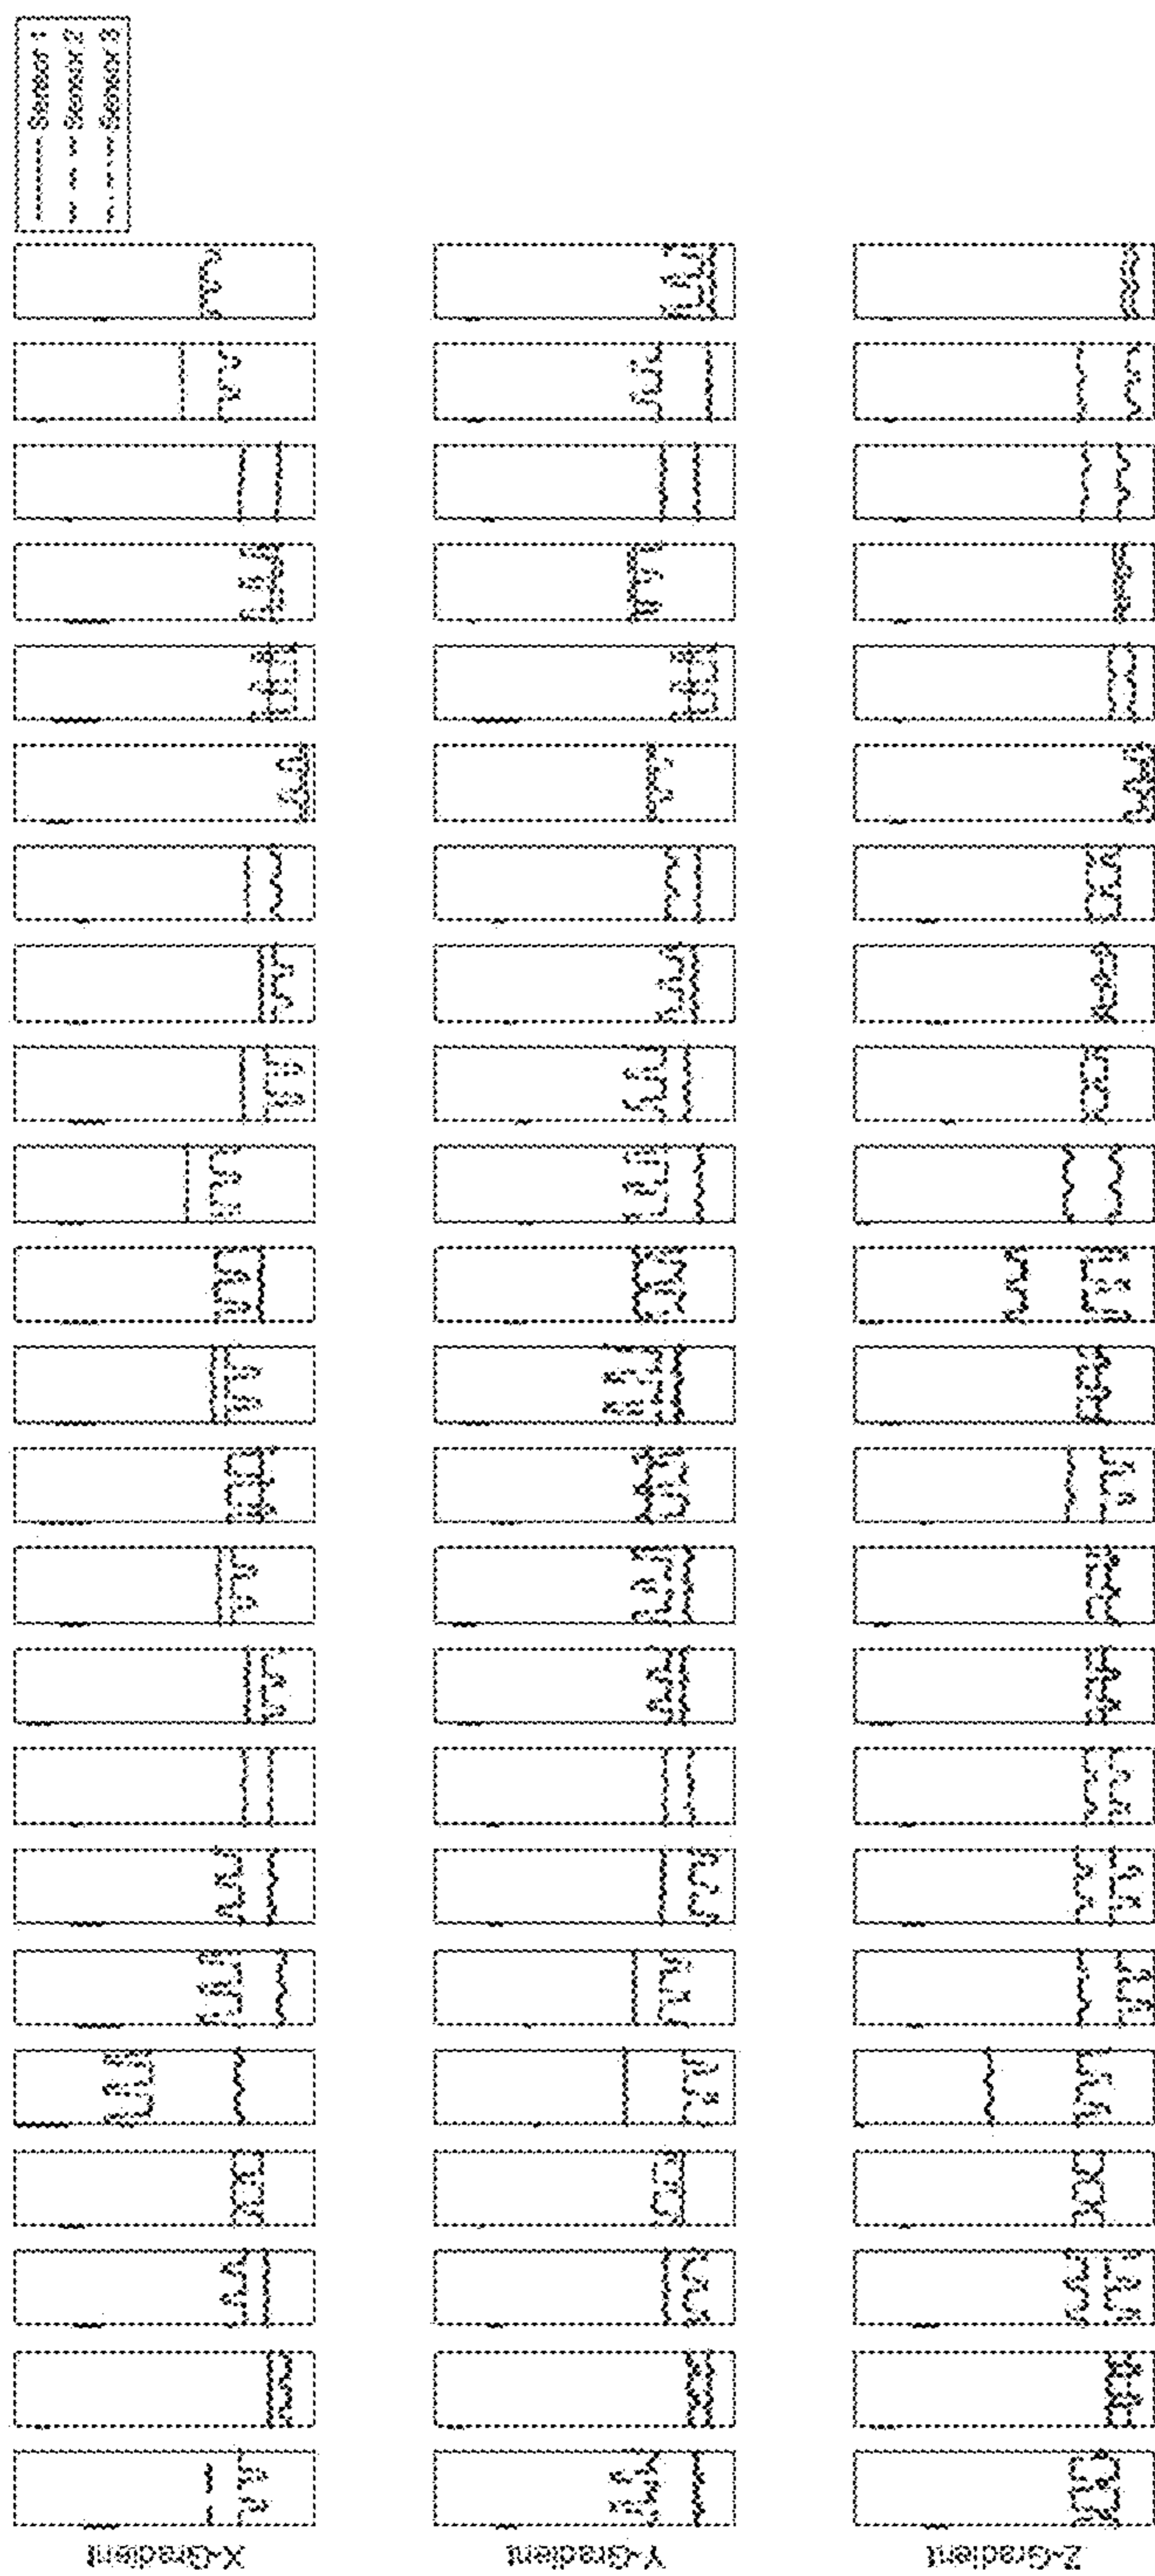 Sensor 1
Sensor 2
Sensor 3
X-Gradient
Y-Gradient
Z-Gradient